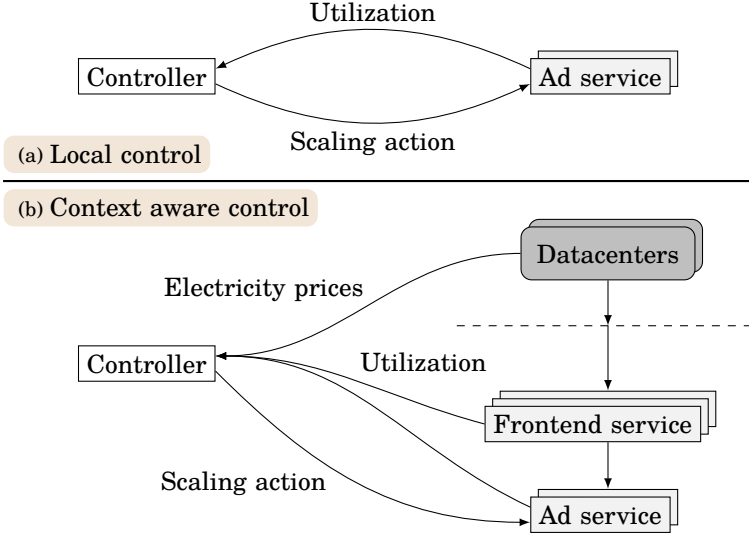 Utilization
Controller
Ad service
Scaling action
(a) Local control
(b) Context aware control
Datacenters
Electricity prices
Controller
Utilization
Frontend service
Scaling action
Ad service